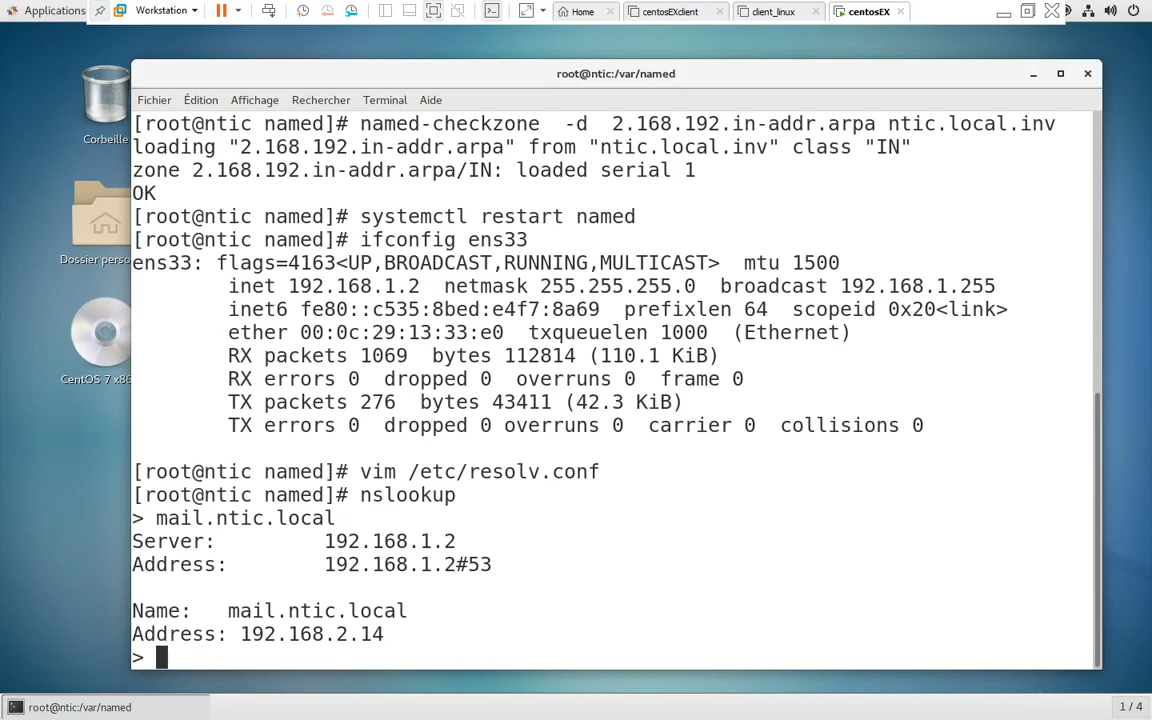 Applications
Workstation
Home
centosEXclient
client_linux
centosEX
Corbeille
Dossier perso
CentOS 7 x86
root@ntic:/var/named
Fichier Édition Affichage Rechercher Terminal Aide
[root@ntic named]# named-checkzone  -d  2.168.192.in-addr.arpa ntic.local.inv
loading "2.168.192.in-addr.arpa" from "ntic.local.inv" class "IN"
zone 2.168.192.in-addr.arpa/IN: loaded serial 1
OK
[root@ntic named]# systemctl restart named
[root@ntic named]# ifconfig ens33
ens33: flags=4163<UP,BROADCAST,RUNNING,MULTICAST>  mtu 1500
        inet 192.168.1.2  netmask 255.255.255.0  broadcast 192.168.1.255
        inet6 fe80::c535:8bed:e4f7:8a69  prefixlen 64  scopeid 0x20<link>
        ether 00:0c:29:13:33:e0  txqueuelen 1000  (Ethernet)
        RX packets 1069  bytes 112814 (110.1 KiB)
        RX errors 0  dropped 0  overruns 0  frame 0
        TX packets 276  bytes 43411 (42.3 KiB)
        TX errors 0  dropped 0 overruns 0  carrier 0  collisions 0
[root@ntic named]# vim /etc/resolv.conf
[root@ntic named]# nslookup
> mail.ntic.local
Server:         192.168.1.2
Address:        192.168.1.2#53
Name:   mail.ntic.local
Address: 192.168.2.14
>
root@ntic:/var/named
1 / 4